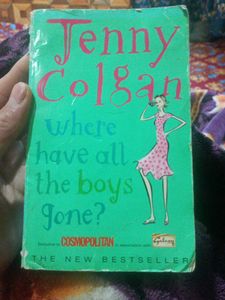 Jenny
Colgan
where
have all
the boys
gone?
COSMOPOLITAN
THE NEW BESTSELLER